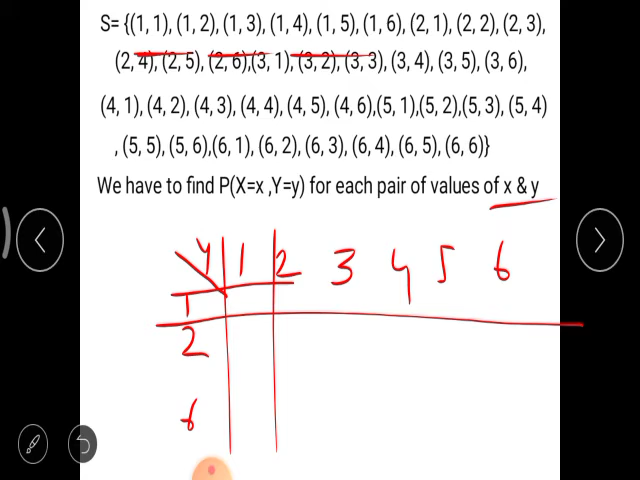 S= {(1, 1), (1, 2), (1, 3), (1, 4), (1, 5), (1, 6), (2, 1), (2, 2), (2, 3),
(2, 4), (2, 5), (2, 6),(3, 1), (3, 2), (3, 3), (3, 4), (3, 5), (3, 6),
(4, 1), (4, 2), (4, 3), (4, 4), (4, 5), (4, 6),(5, 1),(5, 2),(5, 3), (5, 4)
, (5, 5), (5, 6),(6, 1), (6, 2), (6, 3), (6, 4), (6, 5), (6, 6)}
We have to find P(X=x ,Y=y) for each pair of values of x & y
y 1 2 3 4 5 6
1
2
6